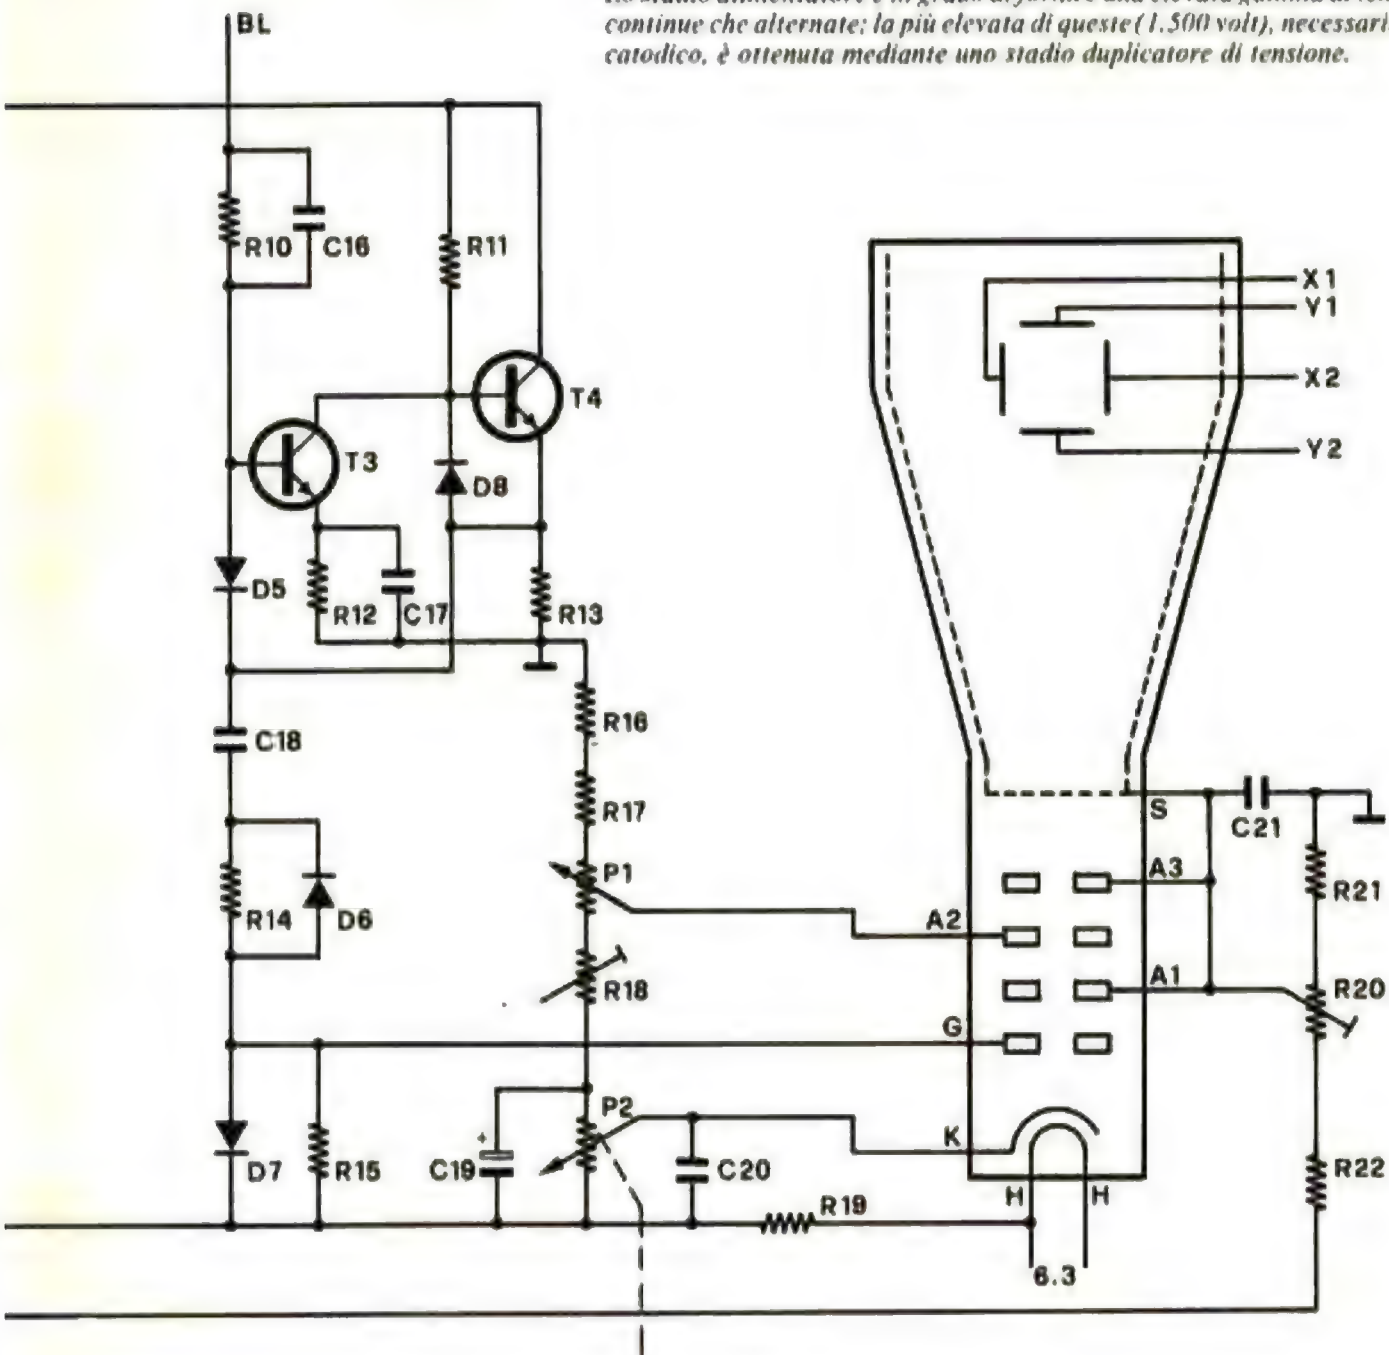 continue che alternate; la più elevata di queste (1.500 volt), necessari
catodico, è ottenuta mediante uno stadio duplicatore di tensione.
BL
R10
C16
R11
X1
Y1
X2
Y2
T4
T3
D8
D5
R12
C17
R13
R16
C18
R17
S
C21
P1
A3
R21
R14
D6
A2
R18
A1
R20
G
P2
K
+
D7
R15
C19
C20
R22
H
H
R19
6.3